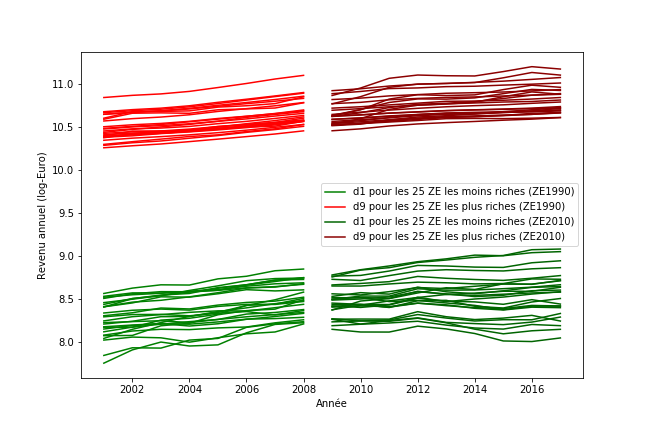 11.0
10.5
10.0
9.5
9.0
8.5
8.0
Revenu annuel (log-Euro)
d1 pour les 25 ZE les moins riches (ZE1990)
d9 pour les 25 ZE les plus riches (ZE1990)
d1 pour les 25 ZE les moins riches (ZE2010)
d9 pour les 25 ZE les plus riches (ZE2010)
2002 2004 2006 2008 2010 2012 2014 2016
Année